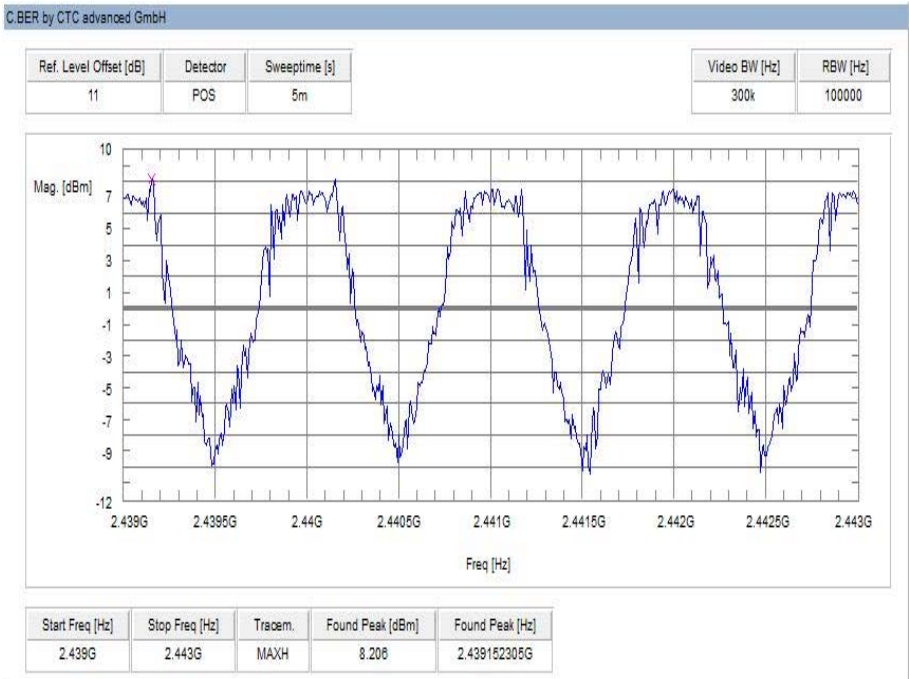 C.BER by CTC advanced GmbH
Ref. Level Offset [dB] Detector Sweeptime [s] Video BW [Hz] RBW [Hz]
11 POS 5m 300k 100000
10
Mag. [dBm]
7
5
3
1
-1
-3
-5
-7
-9
-12
2.439G 2.4395G 2.44G 2.4405G 2.441G 2.4415G 2.442G 2.4425G 2.443G
Freq [Hz]
Start Freq [Hz] Stop Freq [Hz] Tracem. Found Peak [dBm] Found Peak [Hz]
2.439G 2.443G MAXH 8.206 2.439152305G